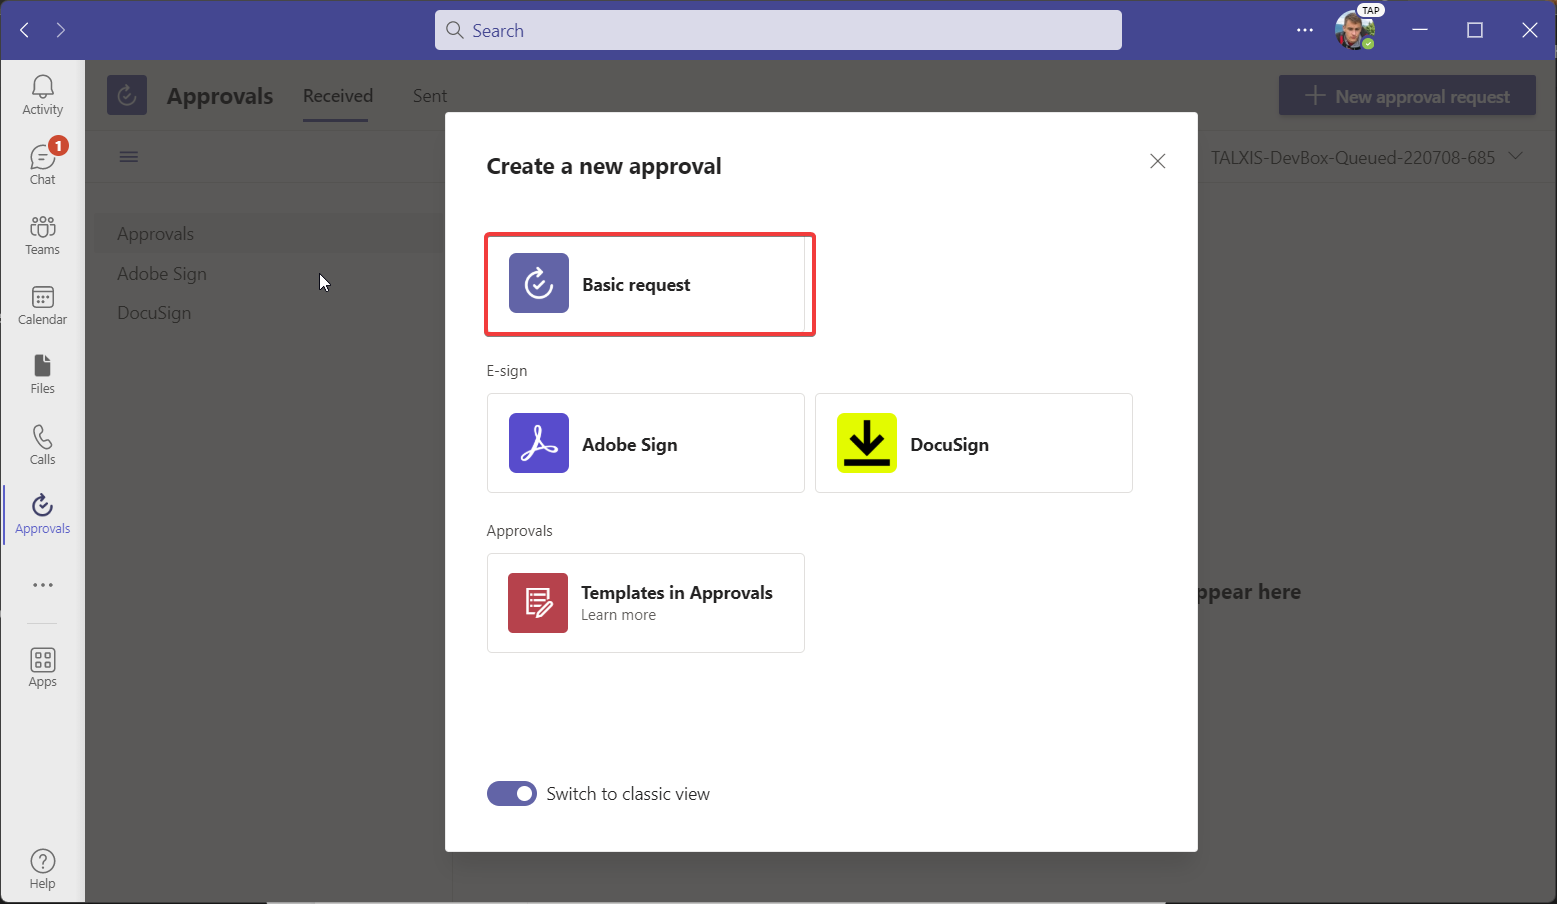 Search
TAP
Activity
1
Chat
Teams
Calendar
Files
Calls
Approvals
Apps
Help
Approvals
Received
Sent
New approval request
TALXIS-DevBox-Queued-220708-685
Approvals
Adobe Sign
DocuSign
Create a new approval
Basic request
E-sign
Adobe Sign
DocuSign
Approvals
Templates in Approvals
Learn more
Switch to classic view
ppear here